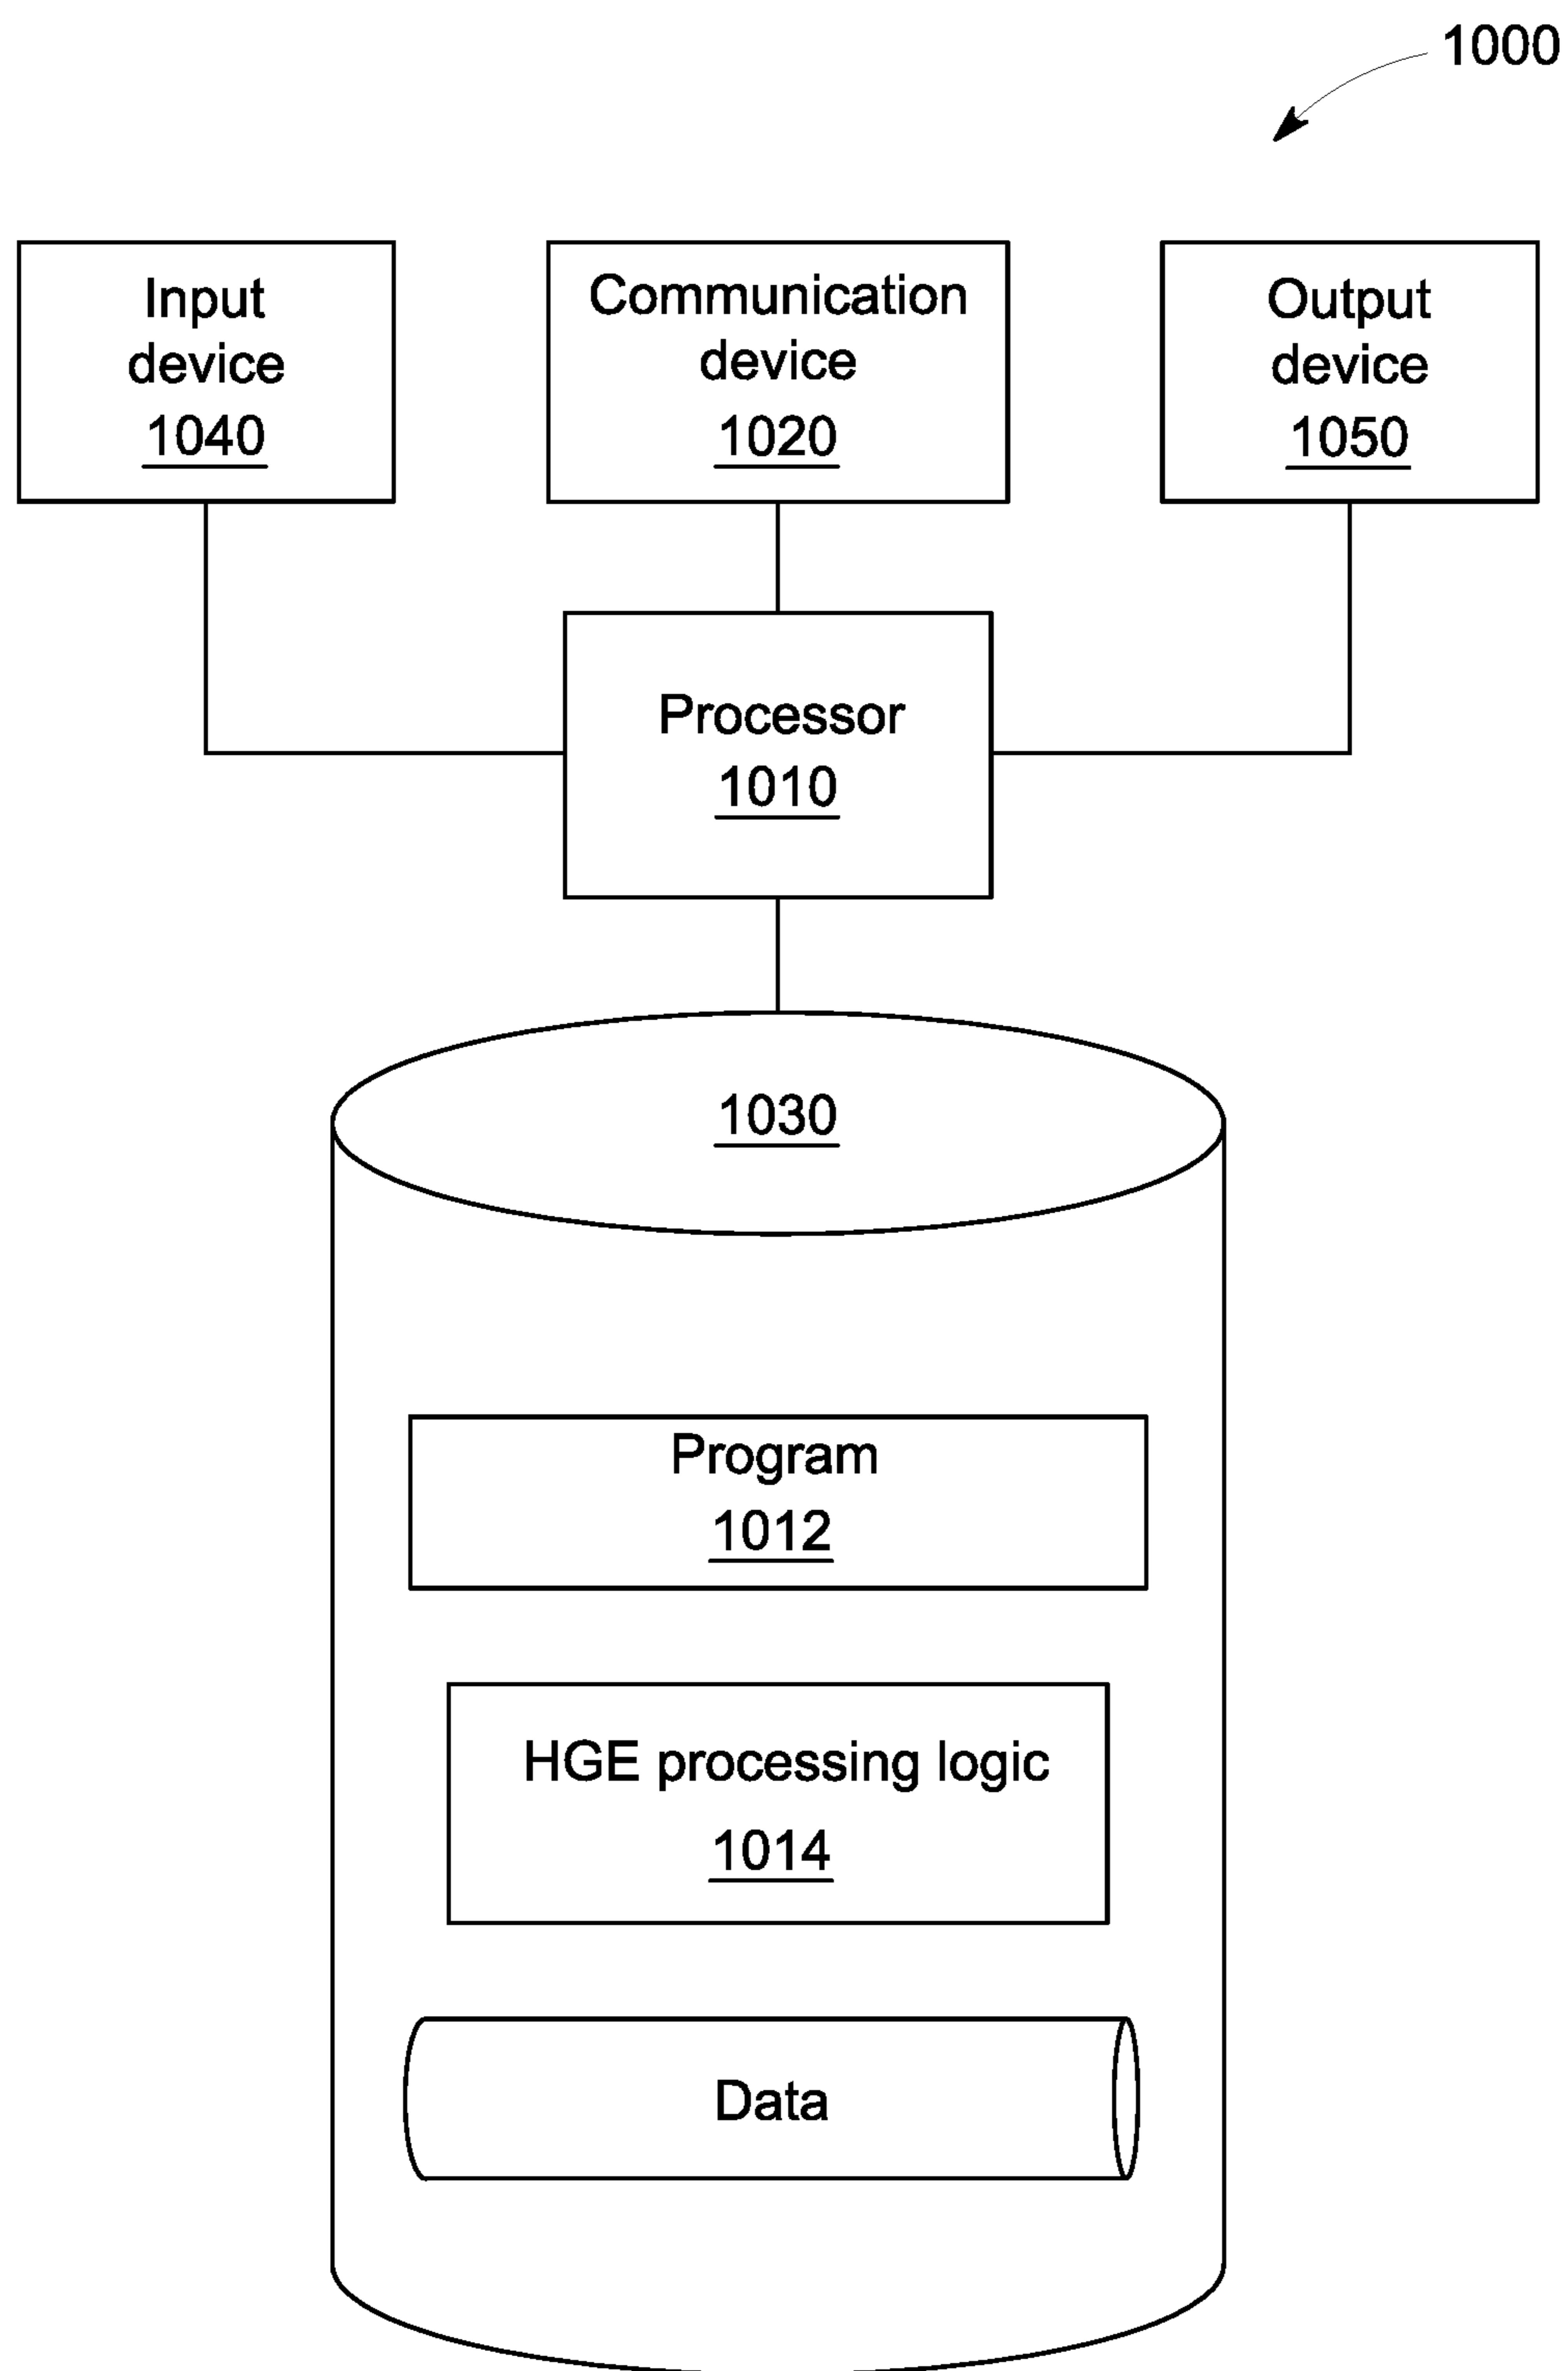 1000
Input
device
1040
Communication
device
1020
Output
device
1050
Processor
1010
1030
Program
1012
HGE processing logic
1014
Data